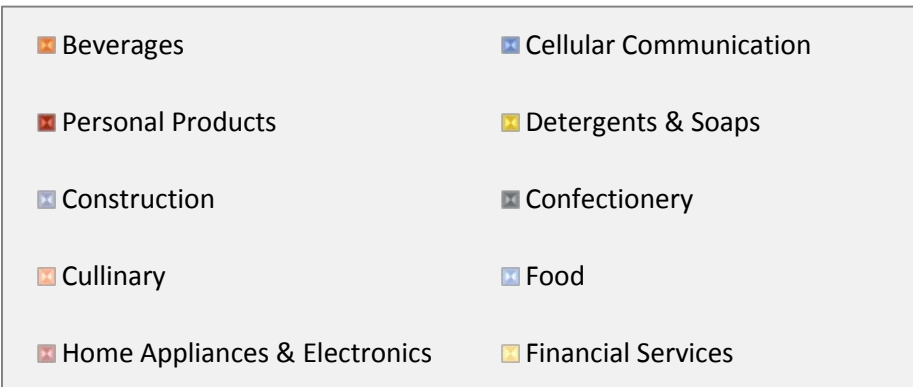 Beverages Cellular Communication
Personal Products Detergents & Soaps
Construction Confectionery
Cullinary Food
Home Appliances & Electronics Financial Services